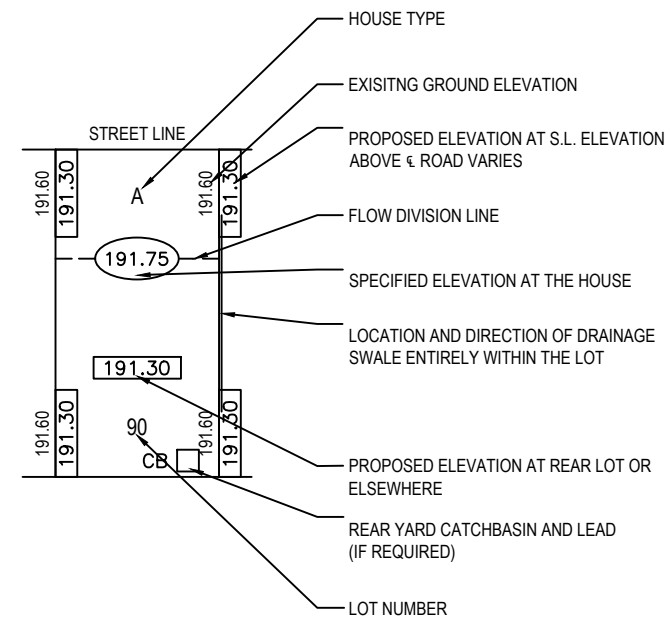 HOUSE TYPE
EXISITNG GROUND ELEVATION
STREET LINE
PROPOSED ELEVATION AT S.L. ELEVATION
ABOVE ℄ ROAD VARIES
191.60
191.30
A
191.60
191.30
FLOW DIVISION LINE
191.75
SPECIFIED ELEVATION AT THE HOUSE
LOCATION AND DIRECTION OF DRAINAGE
SWALE ENTIRELY WITHIN THE LOT
191.30
191.60
191.30
90
191.60
191.30
CB
PROPOSED ELEVATION AT REAR LOT OR
ELSEWHERE
REAR YARD CATCHBASIN AND LEAD
(IF REQUIRED)
LOT NUMBER